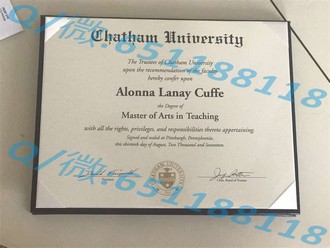 Chatham University
The Trustees of Chatham University
upon the recommendation of the faculty
hereby confer upon
Alonna Lanay Cuffe
the Degree of
Master of Arts in Teaching
with all the rights, privileges, and responsibilities thereto appertaining.
Signed and sealed at Pittsburgh, Pennsylvania,
this thirteenth day of August, Two Thousand and Seventeen.
Q/微:651188118
Q/微:651188118
Q/微:651188118